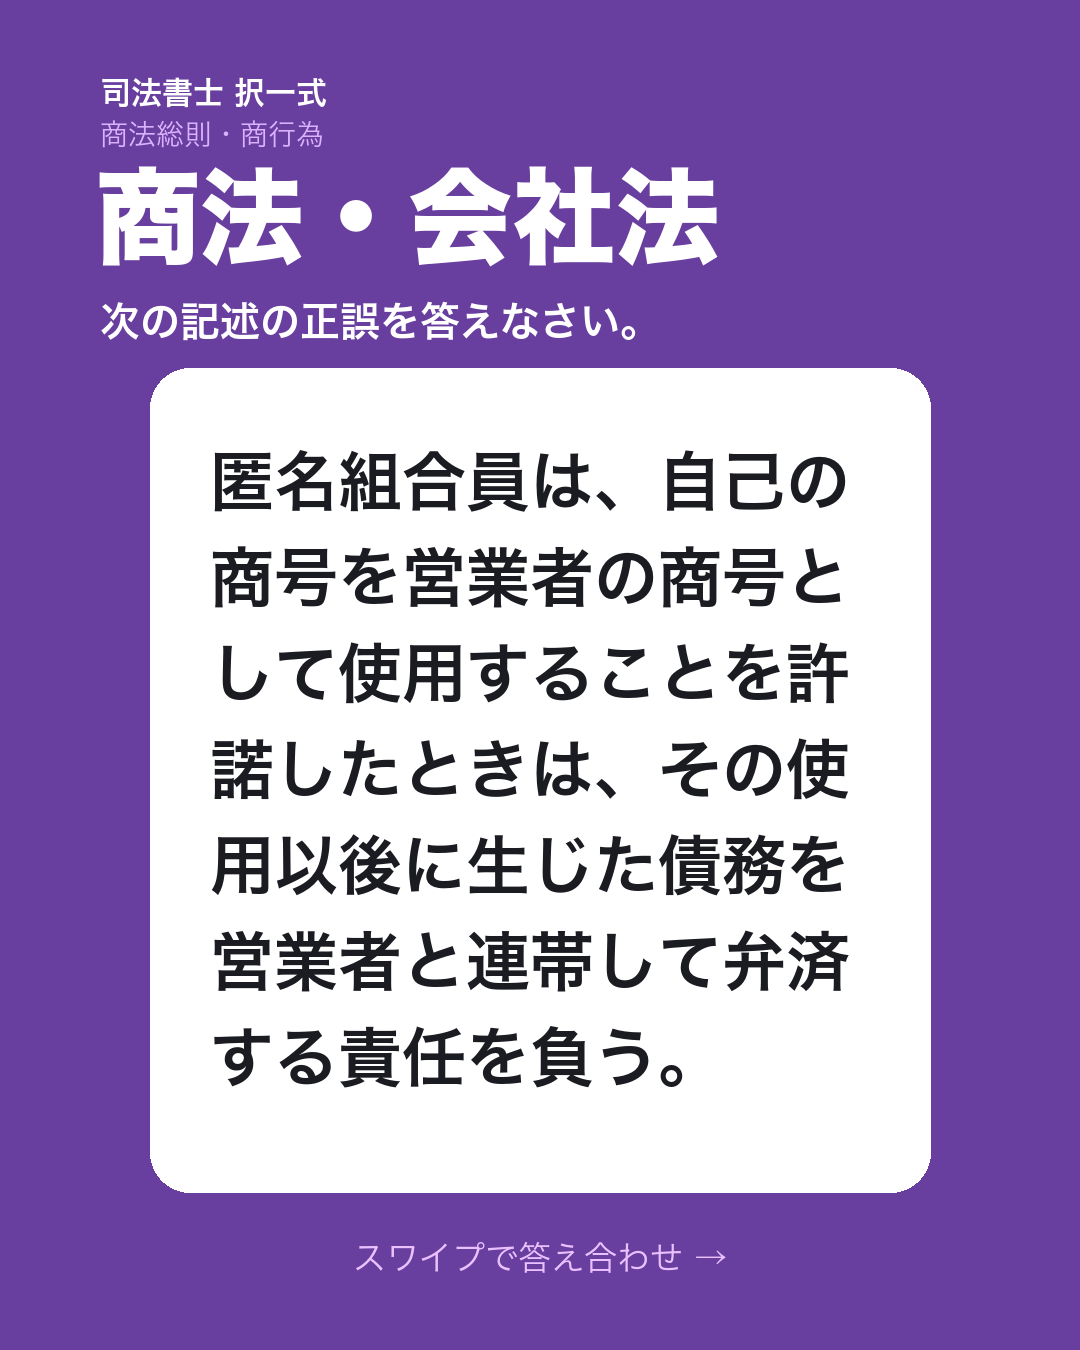 司法書士 択一式
商法総則・商行為
商法・会社法
次の記述の正誤を答えなさい。
匿名組合員は、自己の
商号を営業者の商号と
して使用することを許
諾したときは、その使
用以後に生じた債務を
営業者と連帯して弁済
する責任を負う。
スワイプで答え合わせ →